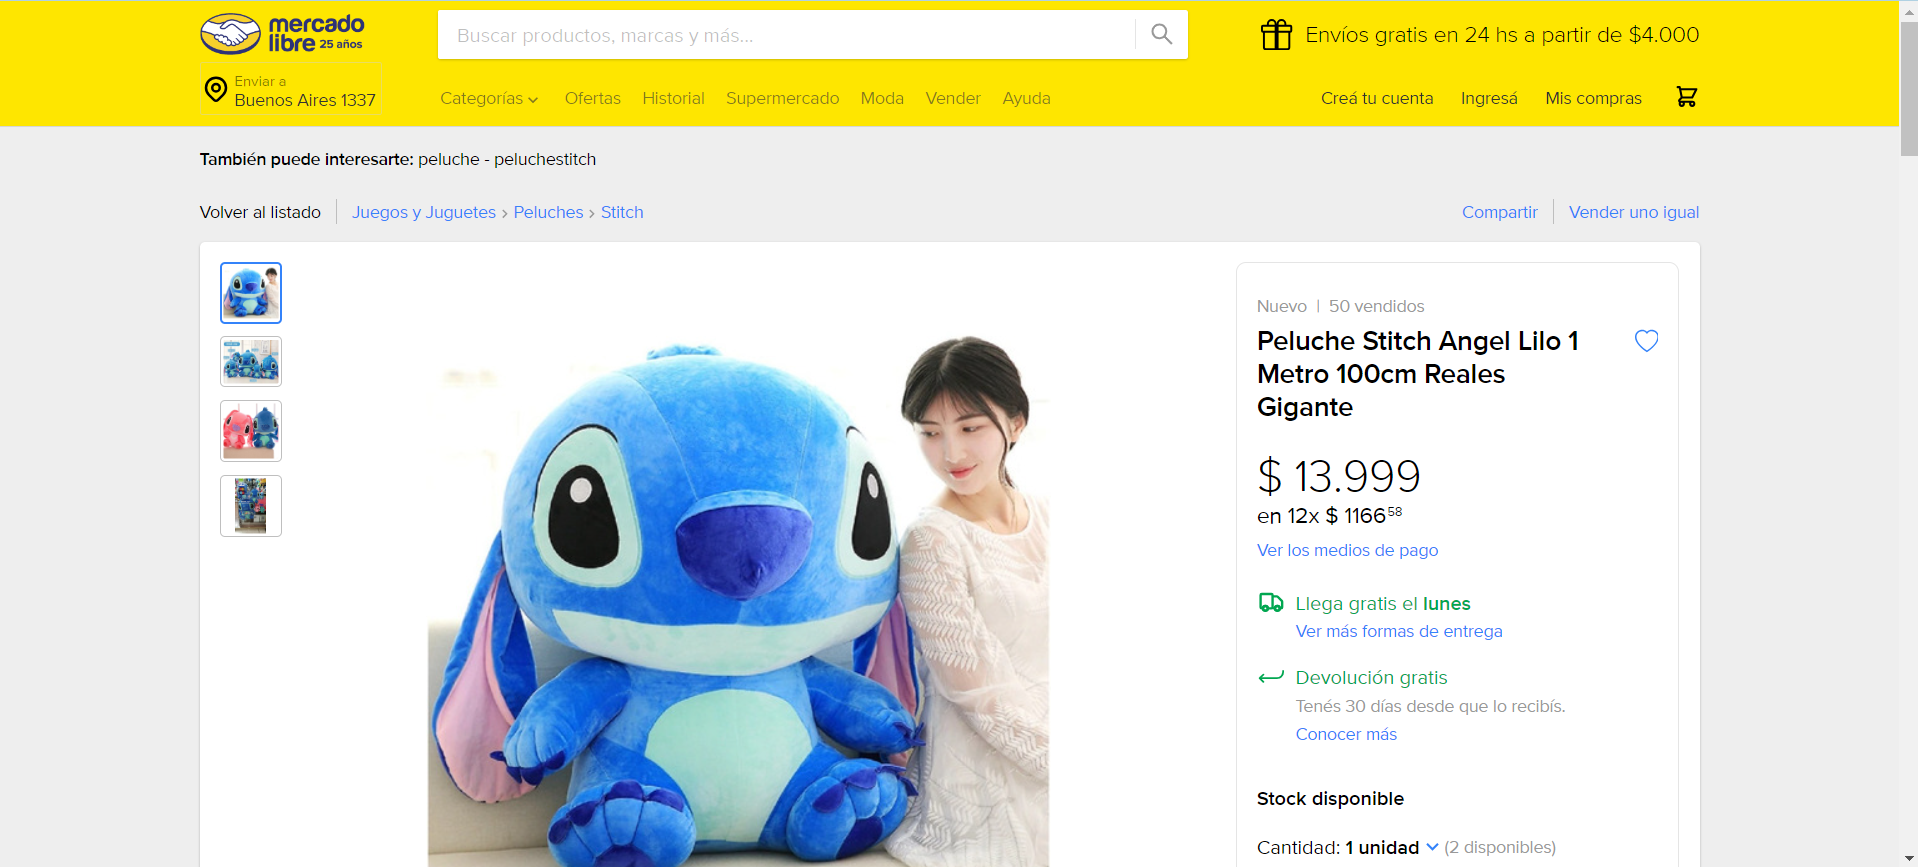 mercado
libre 25 años
Buscar productos, marcas y más...
Envíos gratis en 24 hs a partir de $4.000
Enviar a
Buenos Aires 1337
Categorías Ofertas Historial Supermercado Moda Vender Ayuda
Creá tu cuenta Ingresá Mis compras
También puede interesarte: peluche - peluchestitch
Volver al listado Juegos y Juguetes › Peluches › Stitch
Compartir Vender uno igual
Nuevo | 50 vendidos
Peluche Stitch Angel Lilo 1
Metro 100cm Reales
Gigante
$ 13.999
en 12x $ 1166 58
Ver los medios de pago
Llega gratis el lunes
Ver más formas de entrega
Devolución gratis
Tenés 30 días desde que lo recibís.
Conocer más
Stock disponible
Cantidad: 1 unidad (2 disponibles)